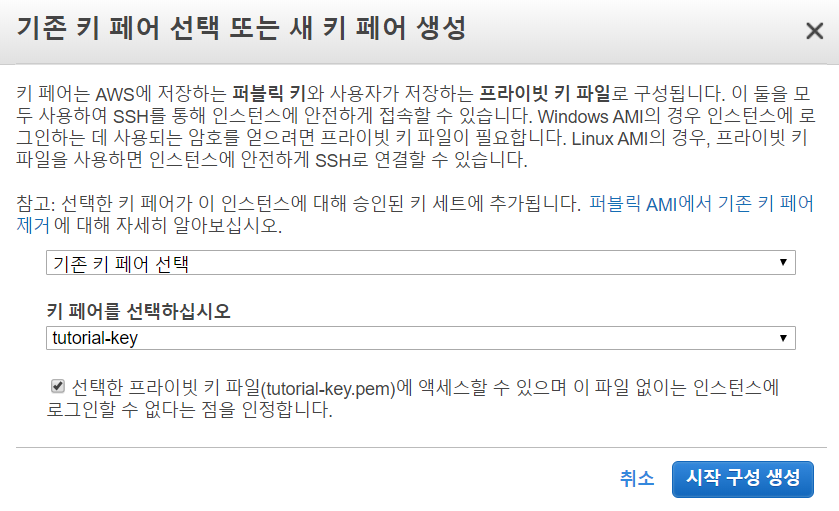 기존 키 페어 선택 또는 새 키 페어 생성
키 페어는 AWS에 저장하는 퍼블릭 키와 사용자가 저장하는 프라이빗 키 파일로 구성됩니다. 이 둘을 모
두 사용하여 SSH를 통해 인스턴스에 안전하게 접속할 수 있습니다. Windows AMI의 경우 인스턴스에 로
그인하는 데 사용되는 암호를 얻으려면 프라이빗 키 파일이 필요합니다. Linux AMI의 경우, 프라이빗 키
파일을 사용하면 인스턴스에 안전하게 SSH로 연결할 수 있습니다.
참고: 선택한 키 페어가 이 인스턴스에 대해 승인된 키 세트에 추가됩니다. 퍼블릭 AMI에서 기존 키 페어
제거에 대해 자세히 알아보십시오.
기존 키 페어 선택
키 페어를 선택하십시오
tutorial-key
선택한 프라이빗 키 파일(tutorial-key.pem)에 액세스할 수 있으며 이 파일 없이는 인스턴스에
로그인할 수 없다는 점을 인정합니다.
취소 시작 구성 생성